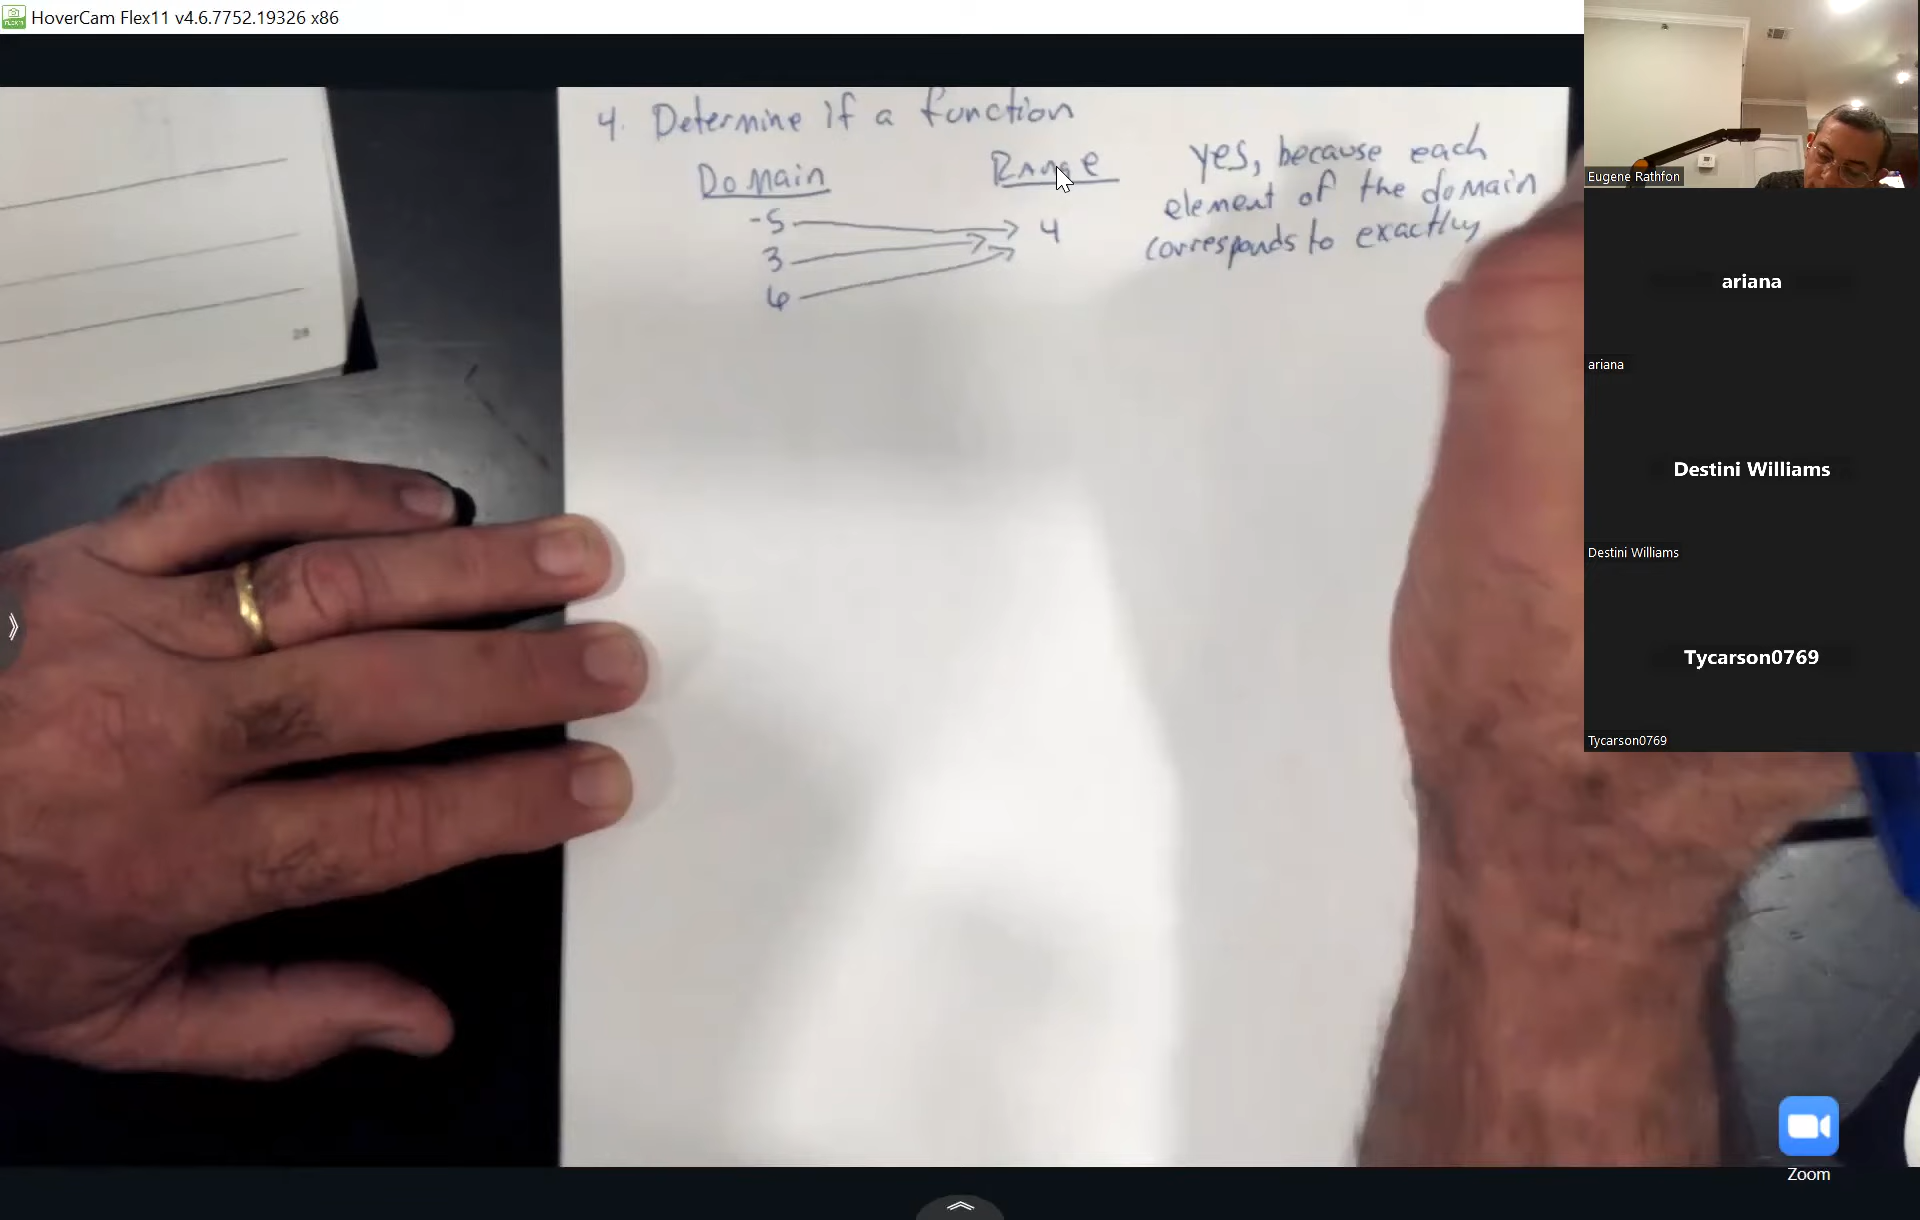 HoverCam Flex11 v4.6.7752.19326 x86
4. Determine if a function
Domain
Range
-5
3
6
4
yes, because each
element of the domain
corresponds to exactly
28
Eugene Rathfon
ariana
ariana
Destini Williams
Destini Williams
Tycarson0769
Tycarson0769
Zoom